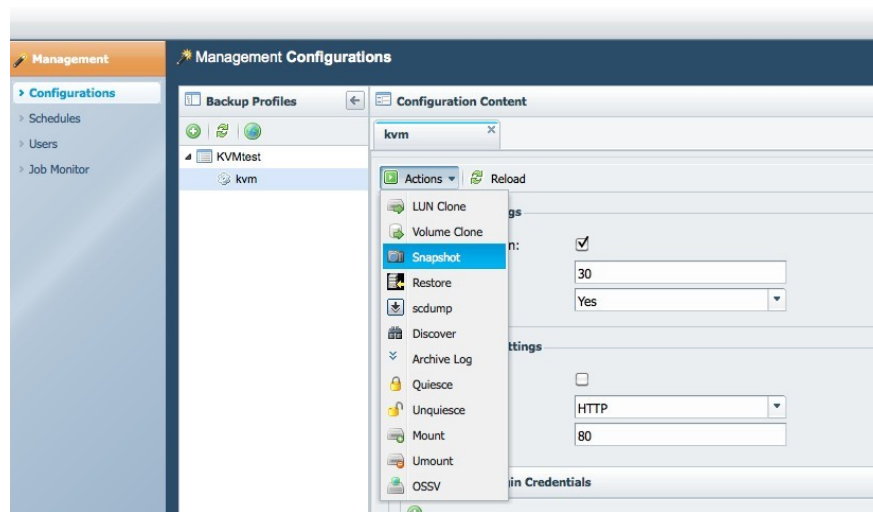 Management
Management Configurations
Configurations
Schedules
Users
Job Monitor
Backup Profiles
KVMtest
kvm
Configuration Content
kvm
Actions
Reload
LUN Clone
Volume Clone
Snapshot
Restore
scdump
Discover
Archive Log
Quiesce
Unquiesce
Mount
Umount
OSSV
gs
n:
30
Yes
ttings
HTTP
80
in Credentials